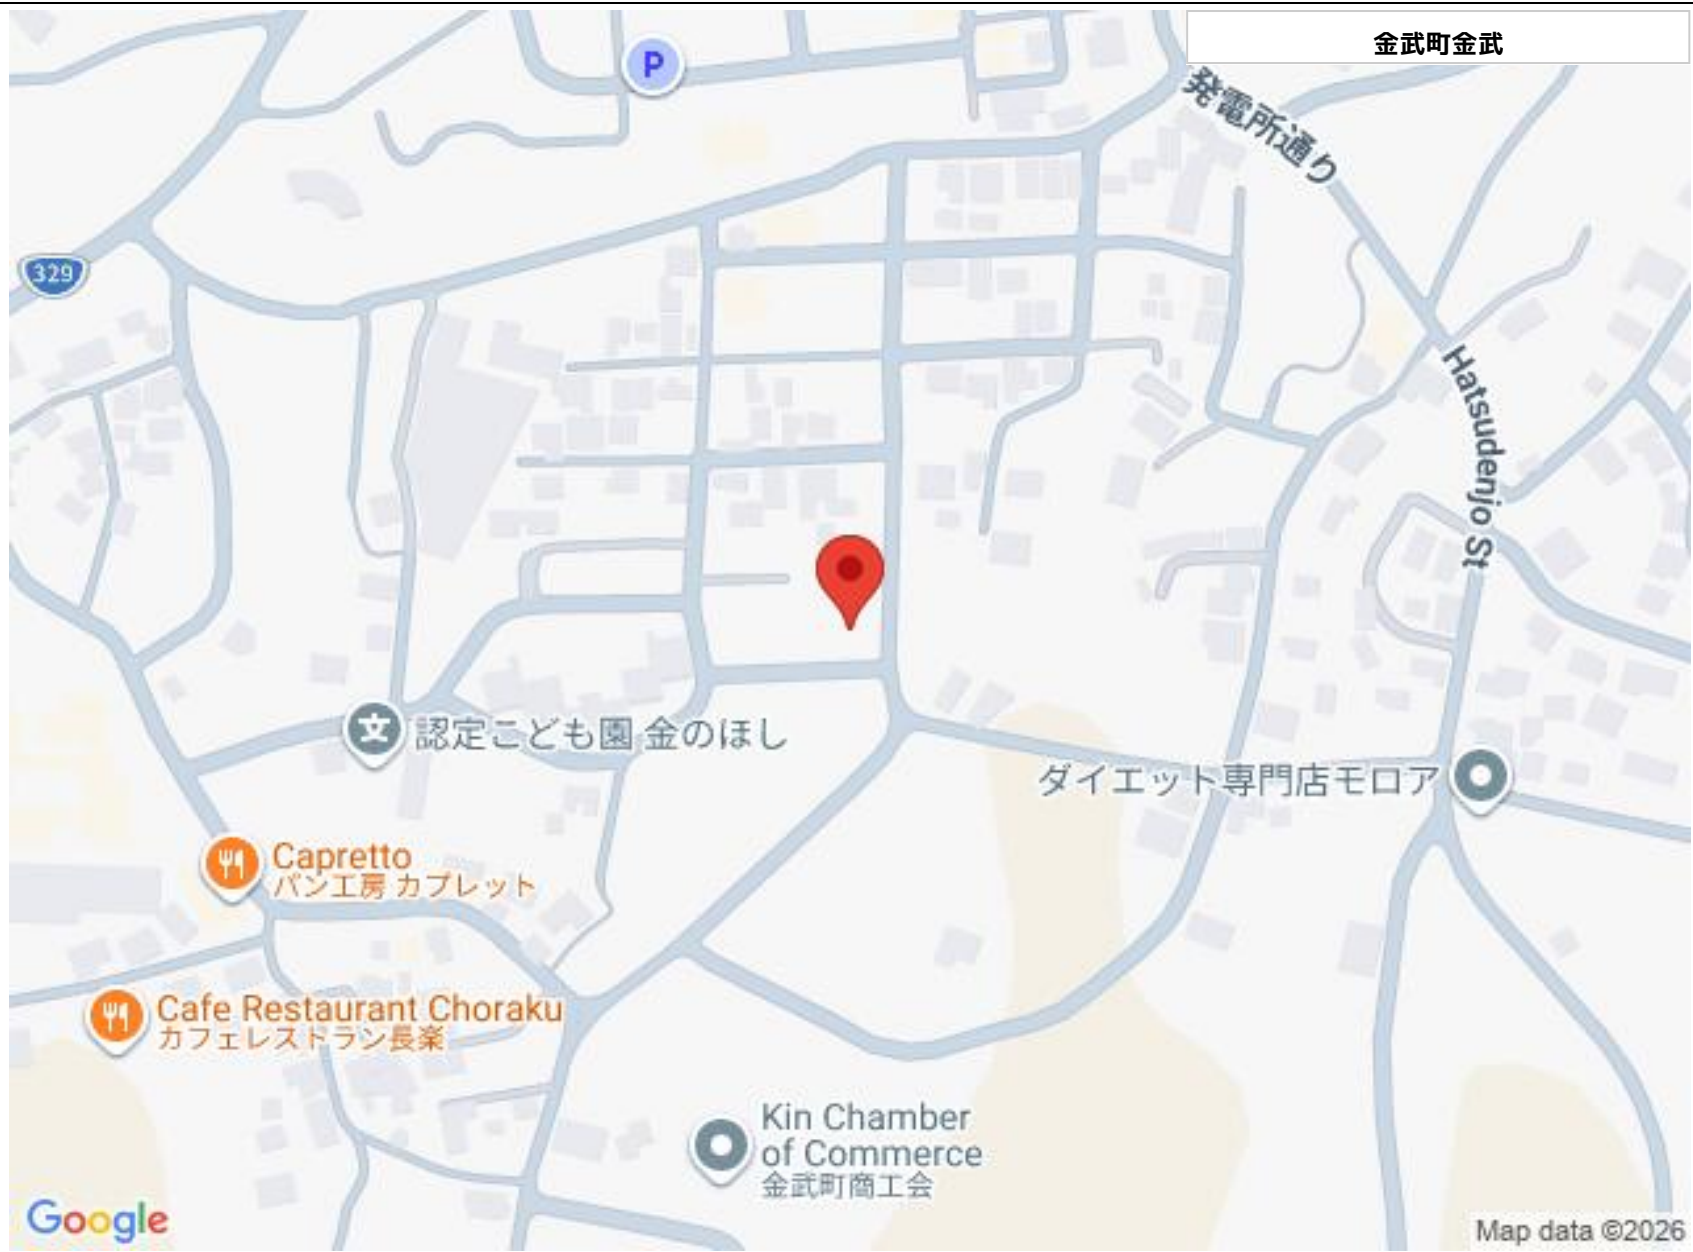 金武町金武
P
発電所通り
329
Hatsudenjo St
認定こども園 金のほし
ダイエット専門店モロア
Capretto
パン工房 カプレット
Cafe Restaurant Choraku
カフェレストラン長楽
Kin Chamber
of Commerce
金武町商工会
Google
Map data ©2026